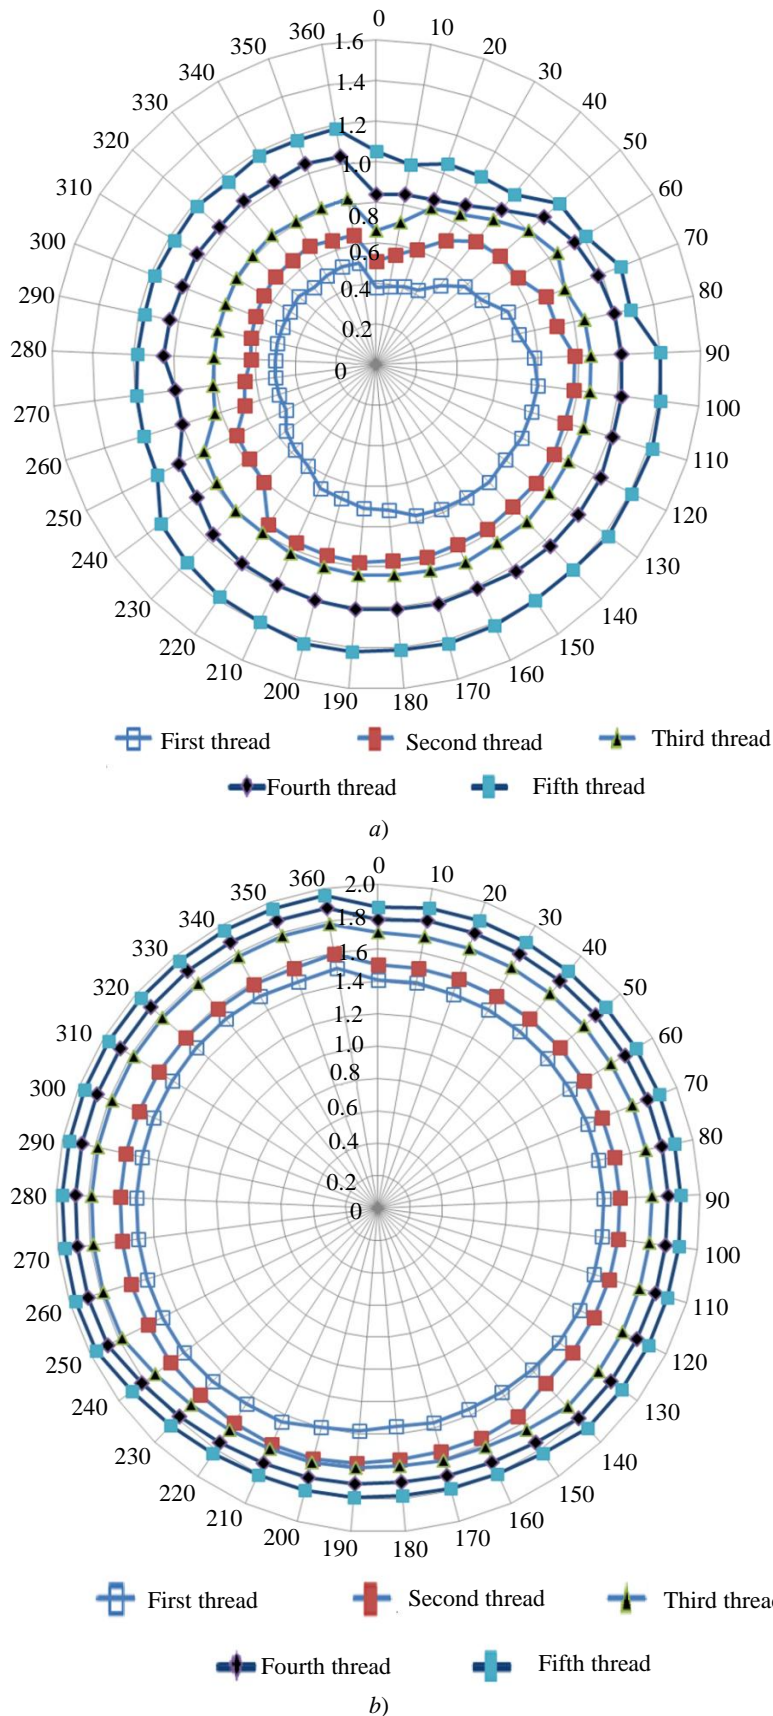 0
360 10
1.6
350 20
1.4
340 30
330 40
1.2
320 50
1.0
310 60
0.8
300 70
0.6
290 0.4 80
0.2
280 0 90
270 100
260 110
250 120
240 130
230 140
220 150
210 160
200 170
190 180
First thread Second thread Third thread
Fourth thread Fifth thread
a)
0
360 2.0 10
350 20
340 1.8 30
330 1.6 40
320 1.4 50
310 1.2 60
1.0
300 0.8 70
0.6
290 0.4 80
0.2
280 0 90
270 100
260 110
250 120
240 130
230 140
220 150
210 160
200 170
190 180
First thread Second thread Third threa
Fourth thread Fifth thread
b)